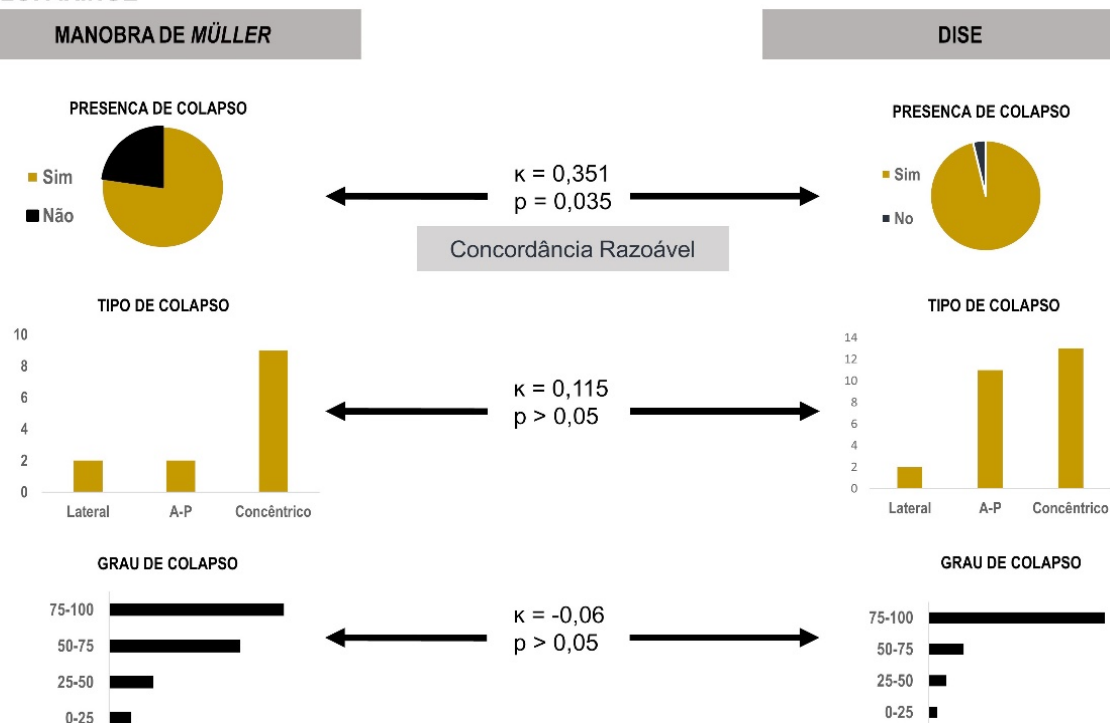 MANOBRA DE MÜLLER
DISE
PRESENCA DE COLAPSO
Sim
Não
κ = 0,351
p = 0,035
Concordância Razoável
PRESENCA DE COLAPSO
Sim
No
TIPO DE COLAPSO
10
8
6
4
2
0
Lateral A-P Concêntrico
κ = 0,115
p > 0,05
TIPO DE COLAPSO
14
12
10
8
6
4
2
0
Lateral A-P Concêntrico
GRAU DE COLAPSO
75-100
50-75
25-50
0-25
κ = -0,06
p > 0,05
GRAU DE COLAPSO
75-100
50-75
25-50
0-25